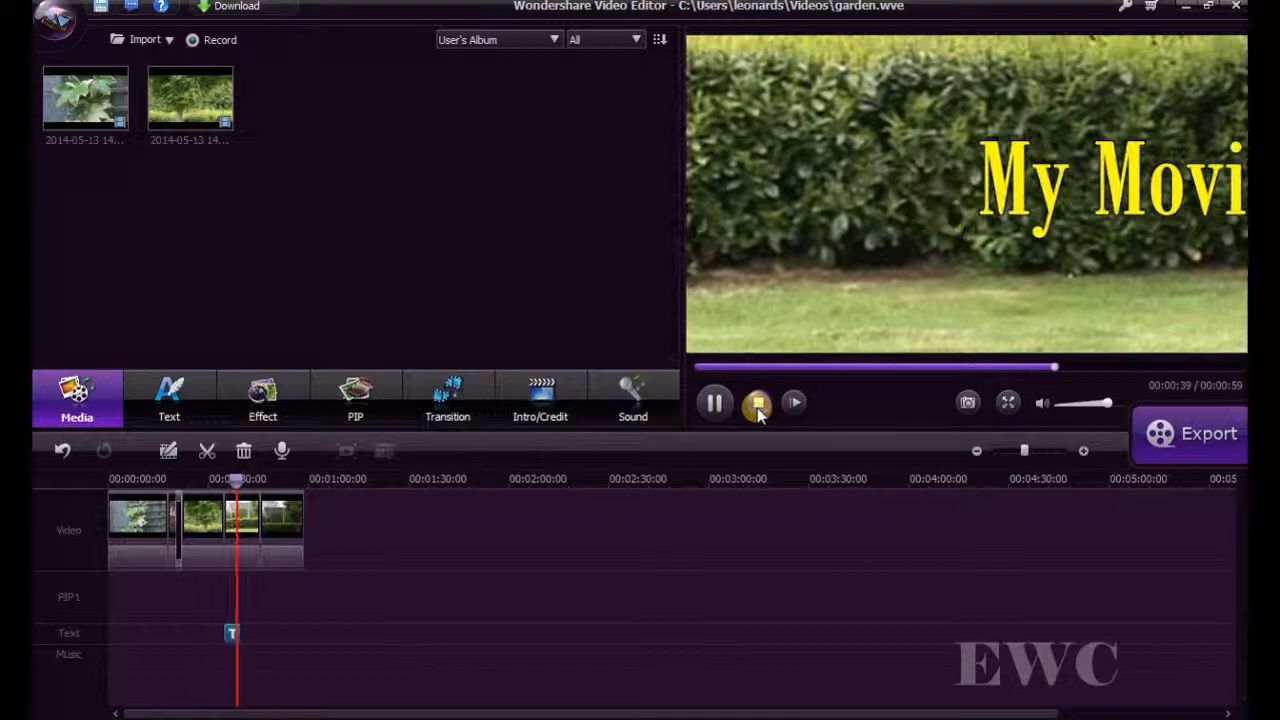 Download
Wondershare Video Editor - C:\Users\leonards\Videos\garden.wve
Import
Record
User's Album
All
2014-05-13 14...
2014-05-13 14...
My Movi
00:00:39 / 00:00:59
Media
Text
Effect
PIP
Transition
Intro/Credit
Sound
Export
00:00:00:00
00:01:00:00
00:01:30:00
00:02:00:00
00:02:30:00
00:03:00:00
00:03:30:00
00:04:00:00
00:04:30:00
00:05:00:00
00:05
Video
PIP1
Text
T
Music
EWC